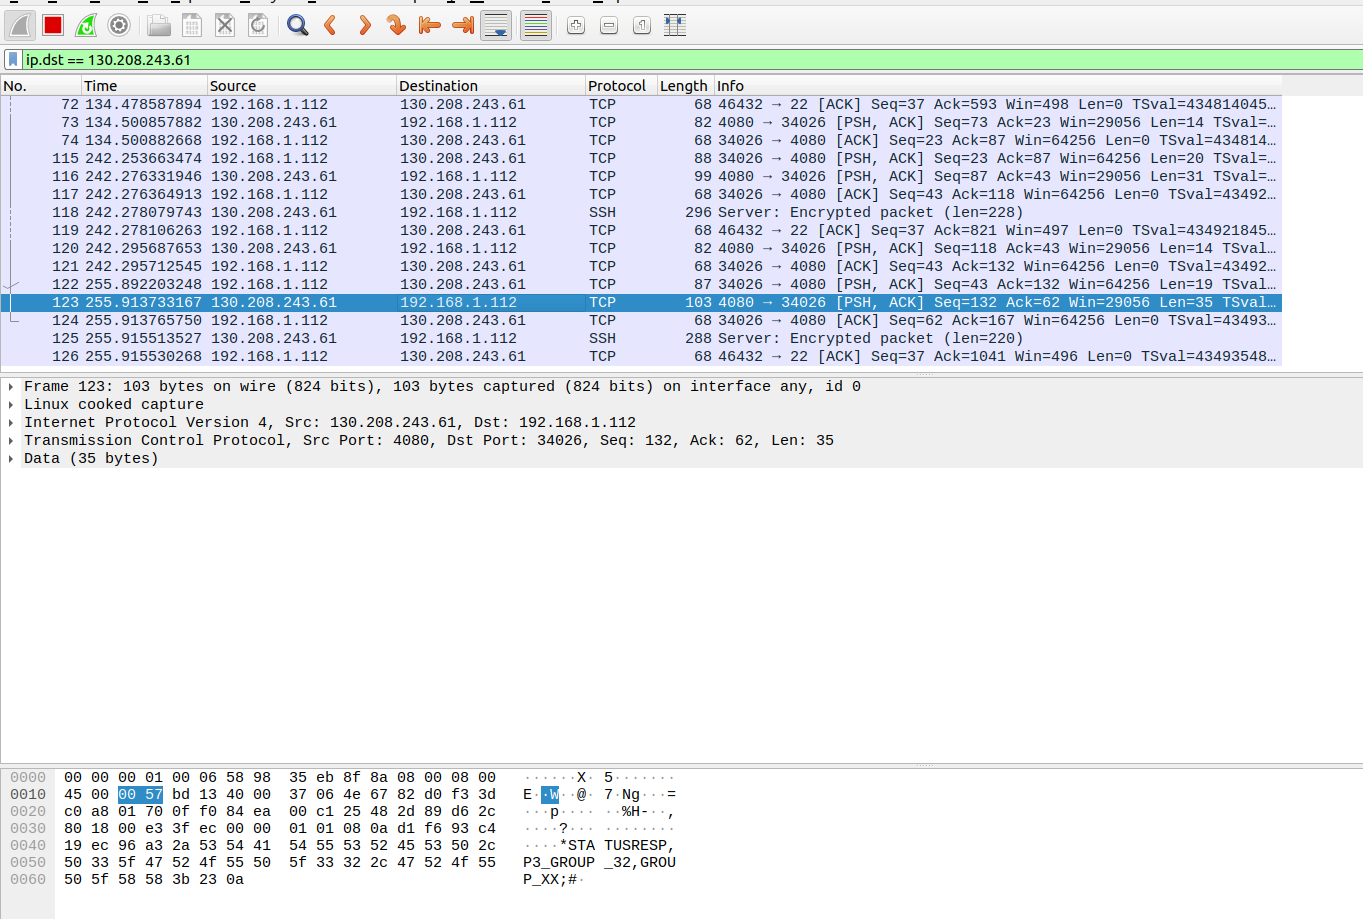 ip.dst == 130.208.243.61
No. Time Source Destination Protocol Length Info
72 134.478587894 192.168.1.112 130.208.243.61 TCP 68 46432 → 22 [ACK] Seq=37 Ack=593 Win=498 Len=0 TSval=434814045…
73 134.500857882 130.208.243.61 192.168.1.112 TCP 82 4080 → 34026 [PSH, ACK] Seq=73 Ack=23 Win=29056 Len=14 TSval=…
74 134.500882668 192.168.1.112 130.208.243.61 TCP 68 34026 → 4080 [ACK] Seq=23 Ack=87 Win=64256 Len=0 TSval=434814…
115 242.253663474 192.168.1.112 130.208.243.61 TCP 88 34026 → 4080 [PSH, ACK] Seq=23 Ack=87 Win=64256 Len=20 TSval=…
116 242.276331946 130.208.243.61 192.168.1.112 TCP 99 4080 → 34026 [PSH, ACK] Seq=87 Ack=43 Win=29056 Len=31 TSval=…
117 242.276364913 192.168.1.112 130.208.243.61 TCP 68 34026 → 4080 [ACK] Seq=43 Ack=118 Win=64256 Len=0 TSval=43492…
118 242.278079743 130.208.243.61 192.168.1.112 SSH 296 Server: Encrypted packet (len=228)
119 242.278106263 192.168.1.112 130.208.243.61 TCP 68 46432 → 22 [ACK] Seq=37 Ack=821 Win=497 Len=0 TSval=434921845…
120 242.295687653 130.208.243.61 192.168.1.112 TCP 82 4080 → 34026 [PSH, ACK] Seq=118 Ack=43 Win=29056 Len=14 TSval…
121 242.295712545 192.168.1.112 130.208.243.61 TCP 68 34026 → 4080 [ACK] Seq=43 Ack=132 Win=64256 Len=0 TSval=43492…
122 255.892203248 192.168.1.112 130.208.243.61 TCP 87 34026 → 4080 [PSH, ACK] Seq=43 Ack=132 Win=64256 Len=19 TSval…
123 255.913733167 130.208.243.61 192.168.1.112 TCP 103 4080 → 34026 [PSH, ACK] Seq=132 Ack=62 Win=29056 Len=35 TSval…
124 255.913765750 192.168.1.112 130.208.243.61 TCP 68 34026 → 4080 [ACK] Seq=62 Ack=167 Win=64256 Len=0 TSval=43493…
125 255.915513527 130.208.243.61 192.168.1.112 SSH 288 Server: Encrypted packet (len=220)
126 255.915530268 192.168.1.112 130.208.243.61 TCP 68 46432 → 22 [ACK] Seq=37 Ack=1041 Win=496 Len=0 TSval=43493548…
Frame 123: 103 bytes on wire (824 bits), 103 bytes captured (824 bits) on interface any, id 0
Linux cooked capture
Internet Protocol Version 4, Src: 130.208.243.61, Dst: 192.168.1.112
Transmission Control Protocol, Src Port: 4080, Dst Port: 34026, Seq: 132, Ack: 62, Len: 35
Data (35 bytes)
0000 00 00 00 01 00 06 58 98 35 eb 8f 8a 08 00 08 00 ······X· 5·······
0010 45 00 00 57 bd 13 40 00 37 06 4e 67 82 d0 f3 3d E··W··@· 7·Ng···=
0020 c0 a8 01 70 0f f0 84 ea 00 c1 25 48 2d 89 d6 2c ···p···· ··%H-··,
0030 80 18 00 e3 3f ec 00 00 01 01 08 0a d1 f6 93 c4 ····?··· ········
0040 19 ec 96 a3 2a 53 54 41 54 55 53 52 45 53 50 2c ····*STA TUSRESP,
0050 50 33 5f 47 52 4f 55 50 5f 33 32 2c 47 52 4f 55 P3_GROUP _32,GROU
0060 50 5f 58 58 3b 23 0a P_XX;#·